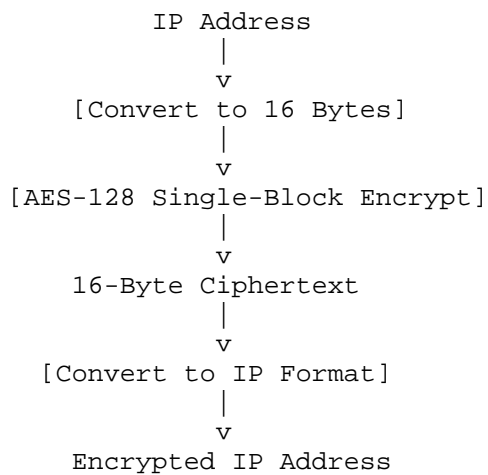 IP Address
|
v
[Convert to 16 Bytes]
|
v
[AES-128 Single-Block Encrypt]
|
v
16-Byte Ciphertext
|
v
[Convert to IP Format]
|
v
Encrypted IP Address